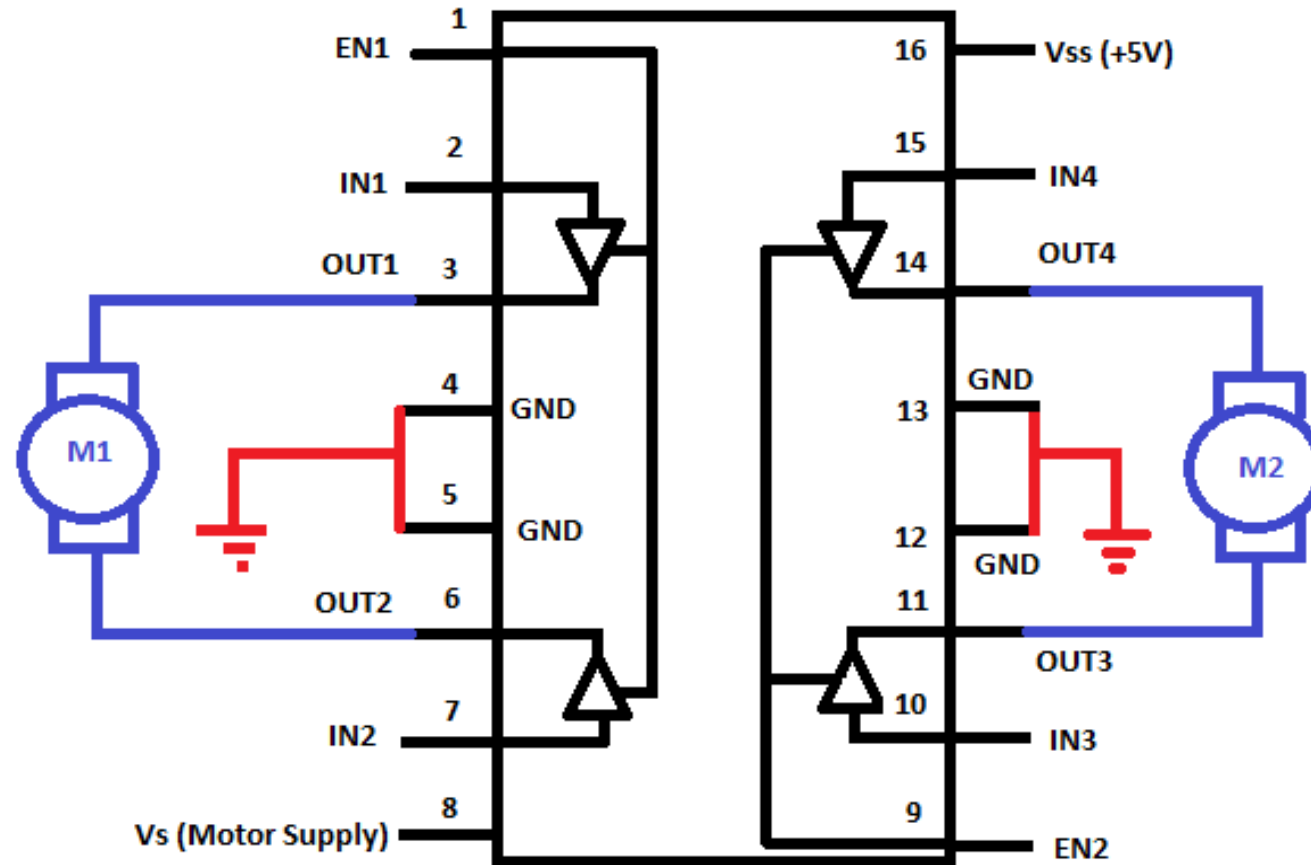 1
EN1
2
IN1
OUT1
3
4
GND
M1
5
GND
OUT2
6
7
IN2
8
Vs (Motor Supply)
16
Vss (+5V)
15
IN4
14
OUT4
GND
13
M2
12
GND
11
OUT3
10
IN3
9
EN2